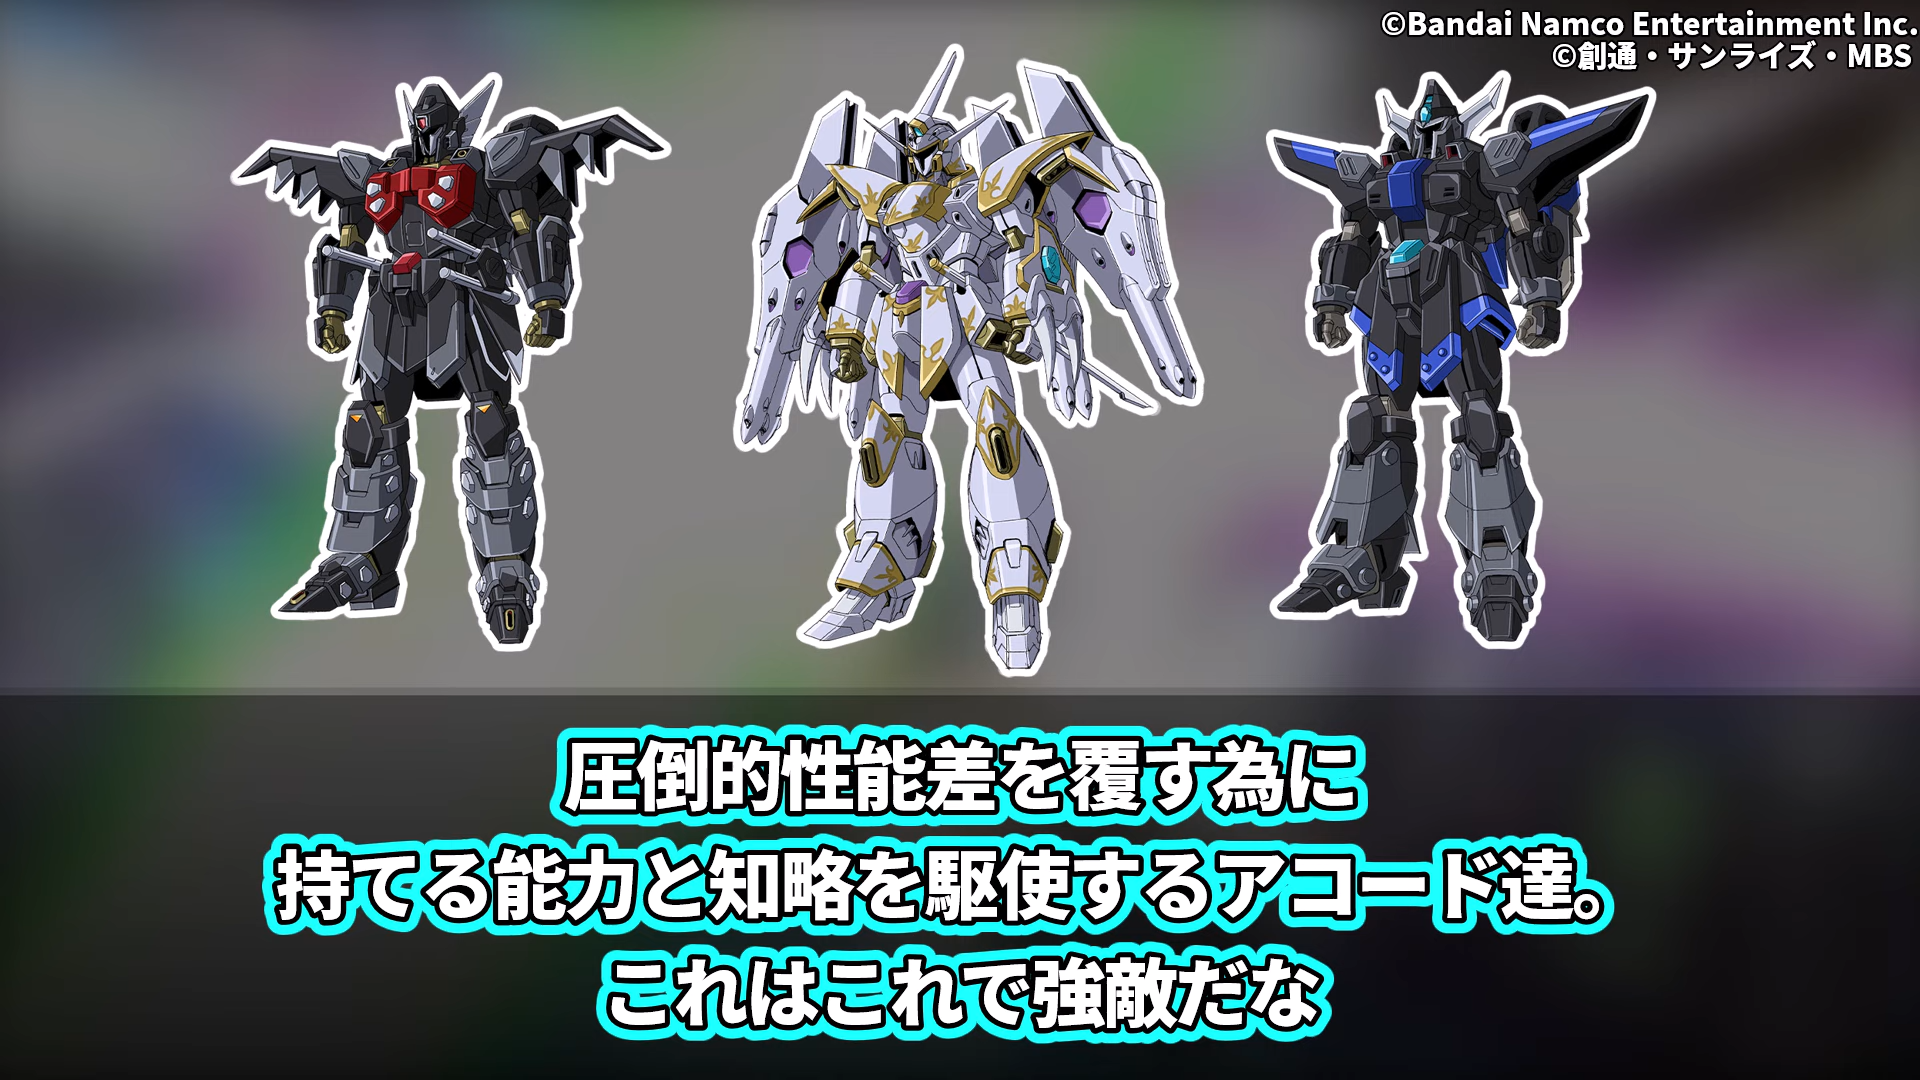 ©Bandai Namco Entertainment Inc.
©創通・サンライズ・MBS
圧倒的性能差を覆す為に
持てる能力と知略を駆使するアコード達。
これはこれで強敵だな